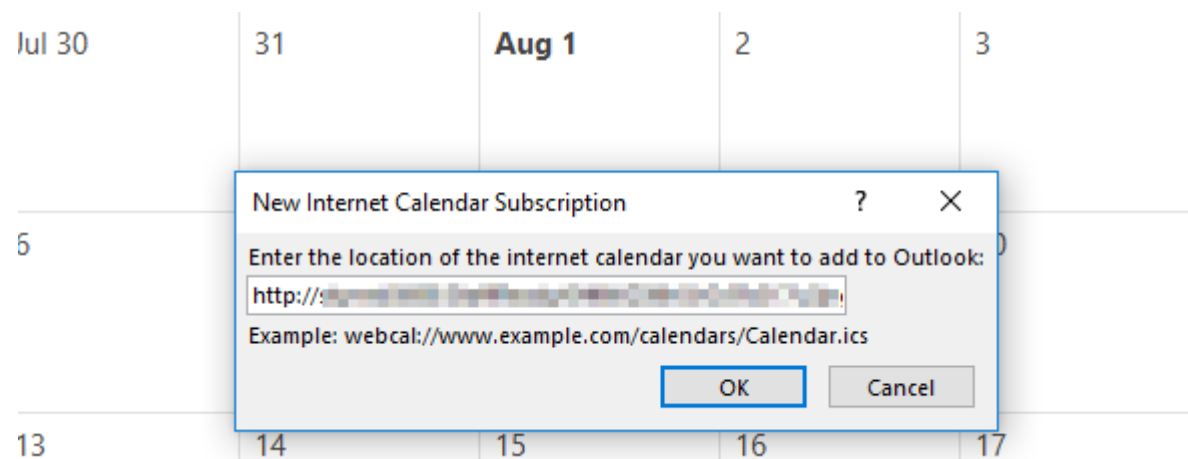 Jul 30 31 Aug 1 2 3
New Internet Calendar Subscription ? X
6
Enter the location of the internet calendar you want to add to Outlook:
http://
Example: webcal://www.example.com/calendars/Calendar.ics
OK Cancel
13 14 15 16 17